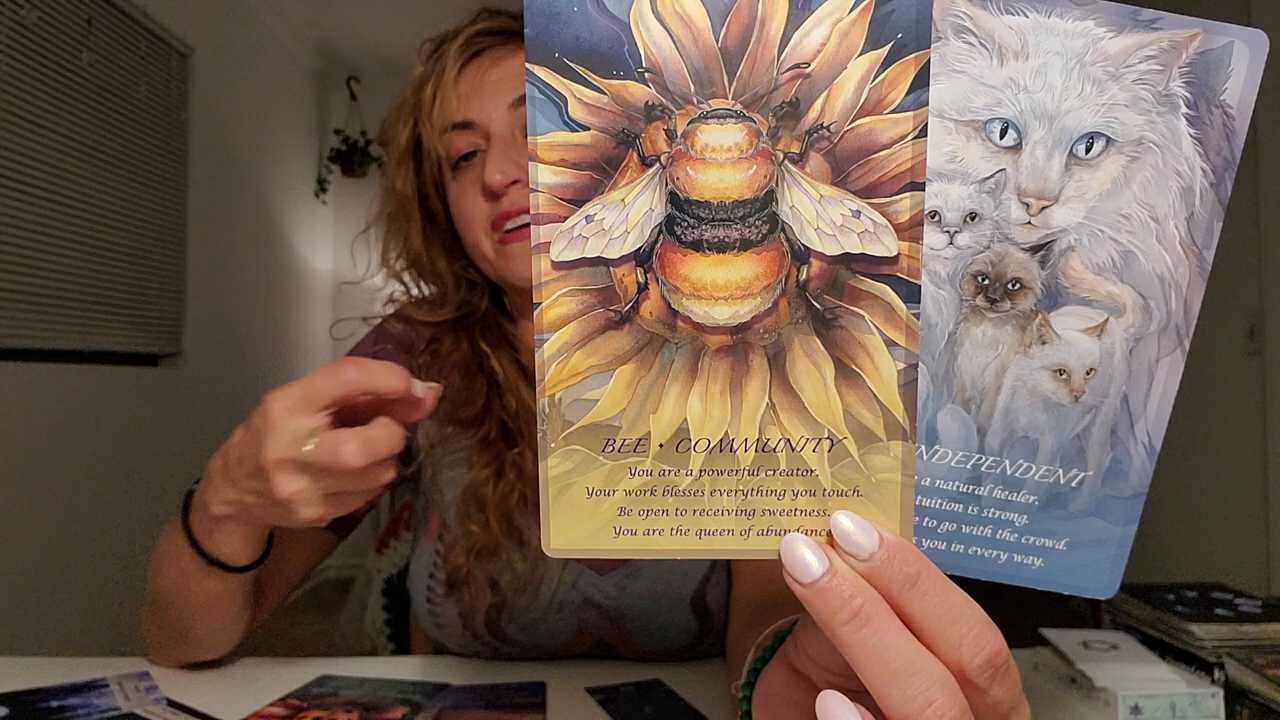 BEE • COMMUNITY
You are a powerful creator.
Your work blesses everything you touch.
Be open to receiving sweetness.
You are the queen of abundance
INDEPENDENT
a natural healer.
is strong.
to go with the crowd.
you in every way.